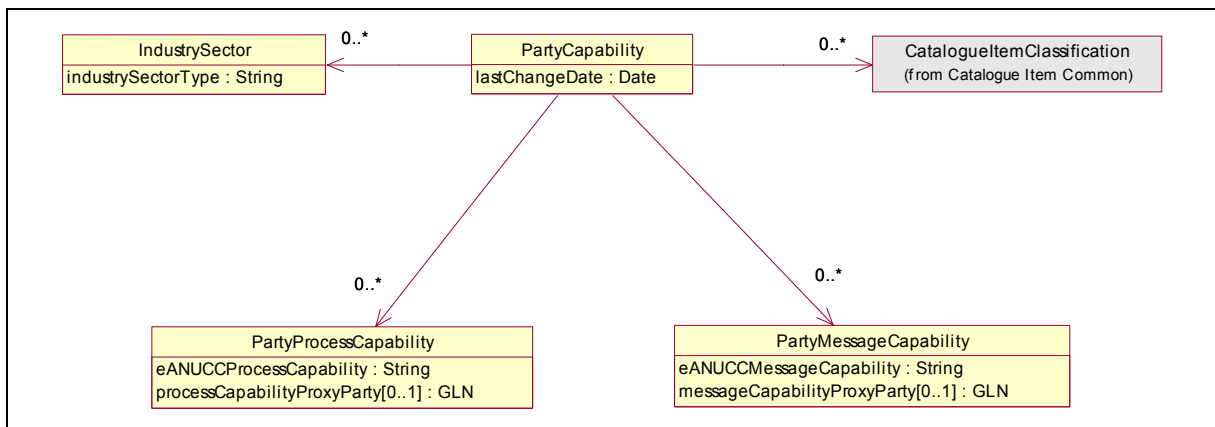 IndustrySector
industrySectorType : String
0..*
PartyCapability
lastChangeDate : Date
0..*
CatalogueItemClassification
(from Catalogue Item Common)
0..*
0..*
PartyProcessCapability
eANUCCProcessCapability : String
processCapabilityProxyParty[0..1] : GLN
PartyMessageCapability
eANUCCMessageCapability : String
messageCapabilityProxyParty[0..1] : GLN